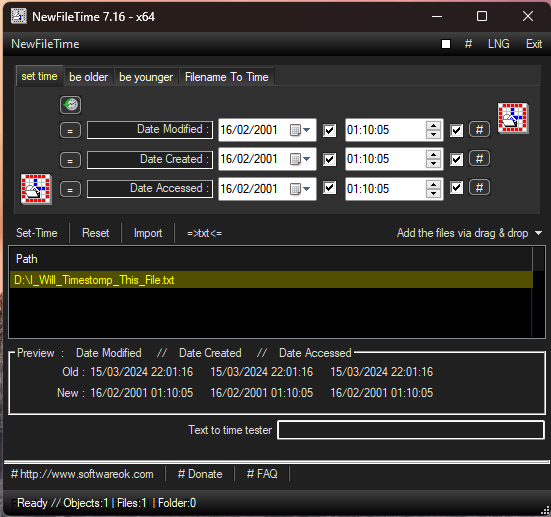 NewFileTime 7.16 - x64
NewFileTime # LNG Exit
set time be older be younger Filename To Time
= Date Modified : 16/02/2001 01:10:05 #
= Date Created : 16/02/2001 01:10:05 #
= Date Accessed : 16/02/2001 01:10:05 #
Set-Time Reset Import =>txt<= Add the files via drag & drop
Path
D:\I_Will_Timestomp_This_File.txt
Preview : Date Modified // Date Created // Date Accessed
Old : 15/03/2024 22:01:16 15/03/2024 22:01:16 15/03/2024 22:01:16
New : 16/02/2001 01:10:05 16/02/2001 01:10:05 16/02/2001 01:10:05
Text to time tester
# http://www.softwareok.com # Donate # FAQ
Ready // Objects:1 | Files:1 | Folder:0